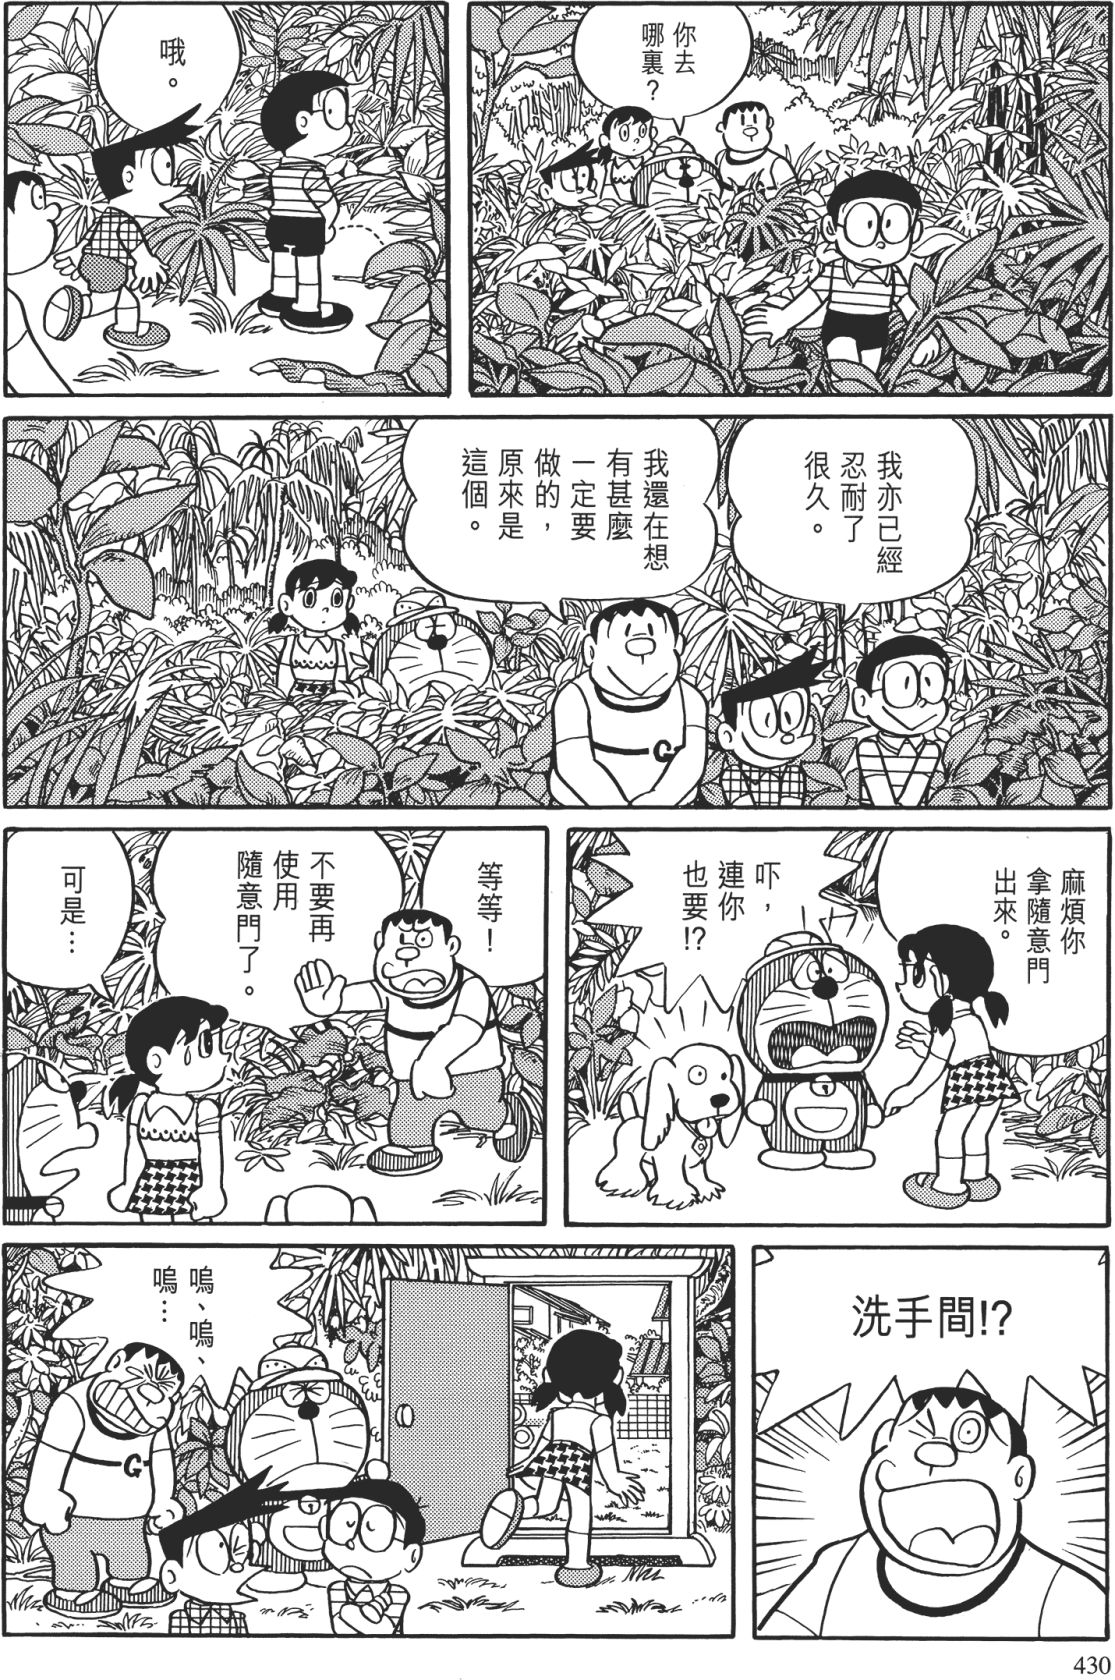 你去
哪裏？
哦。
我亦已經
忍耐了
很久。
我還在想
有甚麼
一定要
做的，
原來是
這個。
G
麻煩你
拿隨意門
出來。
吓，
連你
也要!?
等等！
不要再
使用
隨意門了。
可是…
洗手間!?
嗚、嗚、
嗚…
G
430